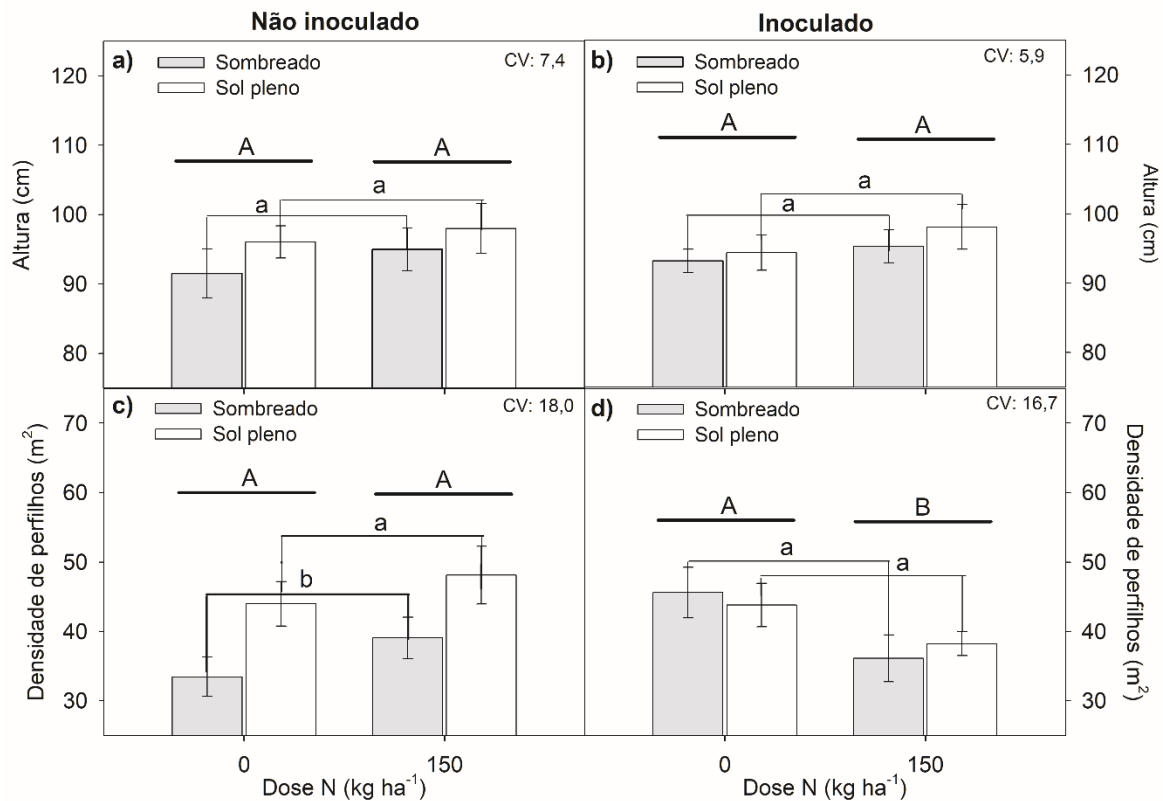 Não inoculado
Inoculado
a)
Sombreado
Sol pleno
CV: 7,4
120
110
100
90
80
Altura (cm)
A
A
a
a
b)
Sombreado
Sol pleno
CV: 5,9
120
110
100
90
80
Altura (cm)
A
A
a
a
c)
Sombreado
Sol pleno
CV: 18,0
70
60
50
40
30
Densidade de perfilhos (m²)
A
A
a
b
0
150
Dose N (kg ha⁻¹)
d)
Sombreado
Sol pleno
CV: 16,7
70
60
50
40
30
Densidade de perfilhos (m²)
A
B
a
a
0
150
Dose N (kg ha⁻¹)